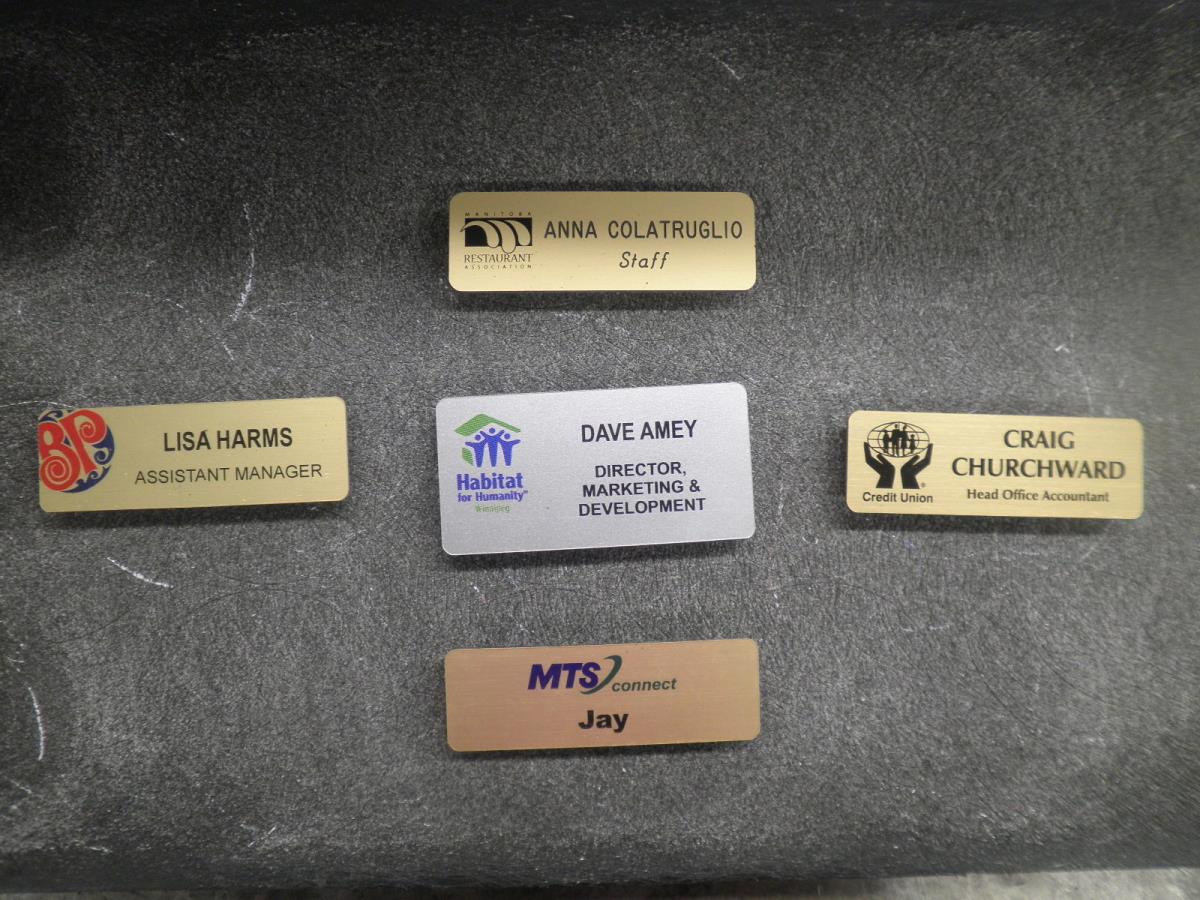 MANITOBA
RESTAURANT
ASSOCIATION
ANNA COLATRUGLIO
Staff
BP
LISA HARMS
ASSISTANT MANAGER
Habitat
for Humanity™
Winnipeg
DAVE AMEY
DIRECTOR,
MARKETING &
DEVELOPMENT
Credit Union
®
CRAIG
CHURCHWARD
Head Office Accountant
MTS connect
Jay